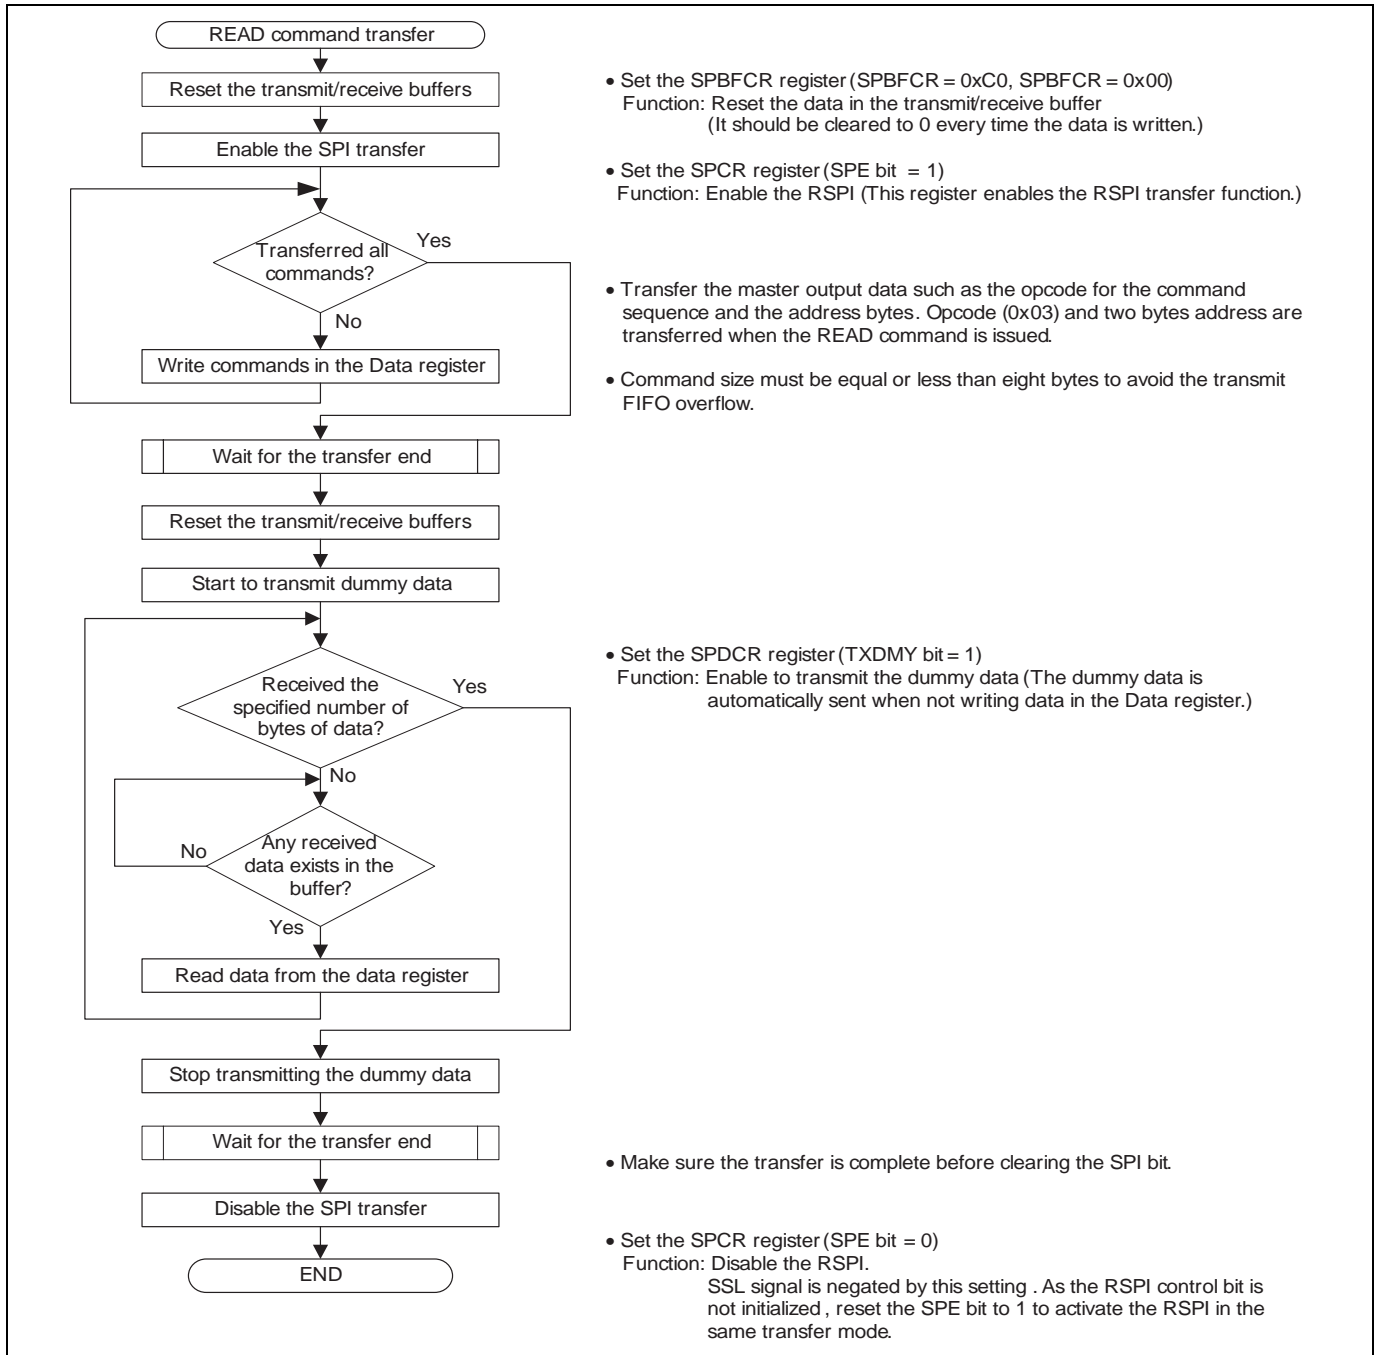 READ command transfer
Reset the transmit/receive buffers
• Set the SPBFCR register (SPBFCR = 0xC0, SPBFCR = 0x00)
Function: Reset the data in the transmit/receive buffer
(It should be cleared to 0 every time the data is written.)
Enable the SPI transfer
• Set the SPCR register (SPE bit = 1)
Function: Enable the RSPI (This register enables the RSPI transfer function.)
Transferred all
commands?
Yes
No
• Transfer the master output data such as the opcode for the command
sequence and the address bytes. Opcode (0x03) and two bytes address are
transferred when the READ command is issued.
Write commands in the Data register
• Command size must be equal or less than eight bytes to avoid the transmit
FIFO overflow.
Wait for the transfer end
Reset the transmit/receive buffers
Start to transmit dummy data
• Set the SPDCR register (TXDMY bit = 1)
Function: Enable to transmit the dummy data (The dummy data is
automatically sent when not writing data in the Data register.)
Received the
specified number of
bytes of data?
Yes
No
Any received
data exists in the
buffer?
No
Yes
Read data from the data register
Stop transmitting the dummy data
Wait for the transfer end
• Make sure the transfer is complete before clearing the SPI bit.
Disable the SPI transfer
• Set the SPCR register (SPE bit = 0)
Function: Disable the RSPI.
SSL signal is negated by this setting . As the RSPI control bit is
not initialized , reset the SPE bit to 1 to activate the RSPI in the
same transfer mode.
END